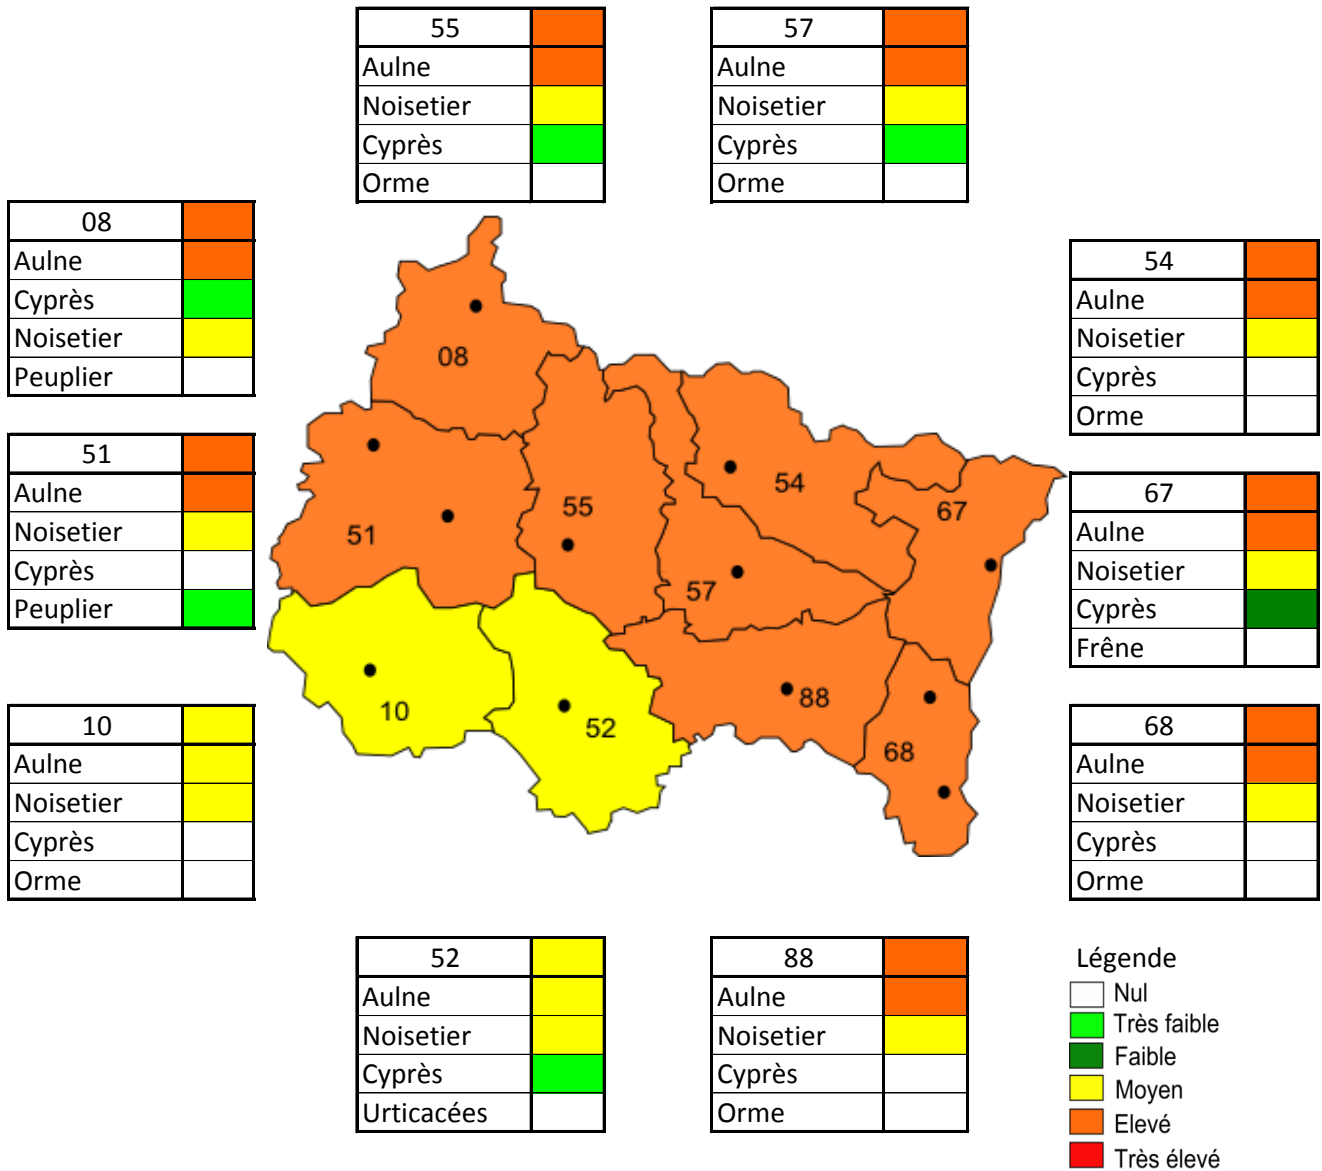 55
Aulne
Noisetier
Cyprès
Orme
57
Aulne
Noisetier
Cyprès
Orme
08
Aulne
Cyprès
Noisetier
Peuplier
51
Aulne
Noisetier
Cyprès
Peuplier
10
Aulne
Noisetier
Cyprès
Orme
08
54
67
55
51
57
88
10
52
68
54
Aulne
Noisetier
Cyprès
Orme
67
Aulne
Noisetier
Cyprès
Frêne
68
Aulne
Noisetier
Cyprès
Orme
52
Aulne
Noisetier
Cyprès
Urticacées
88
Aulne
Noisetier
Cyprès
Orme
Légende
Nul
Très faible
Faible
Moyen
Elevé
Très élevé